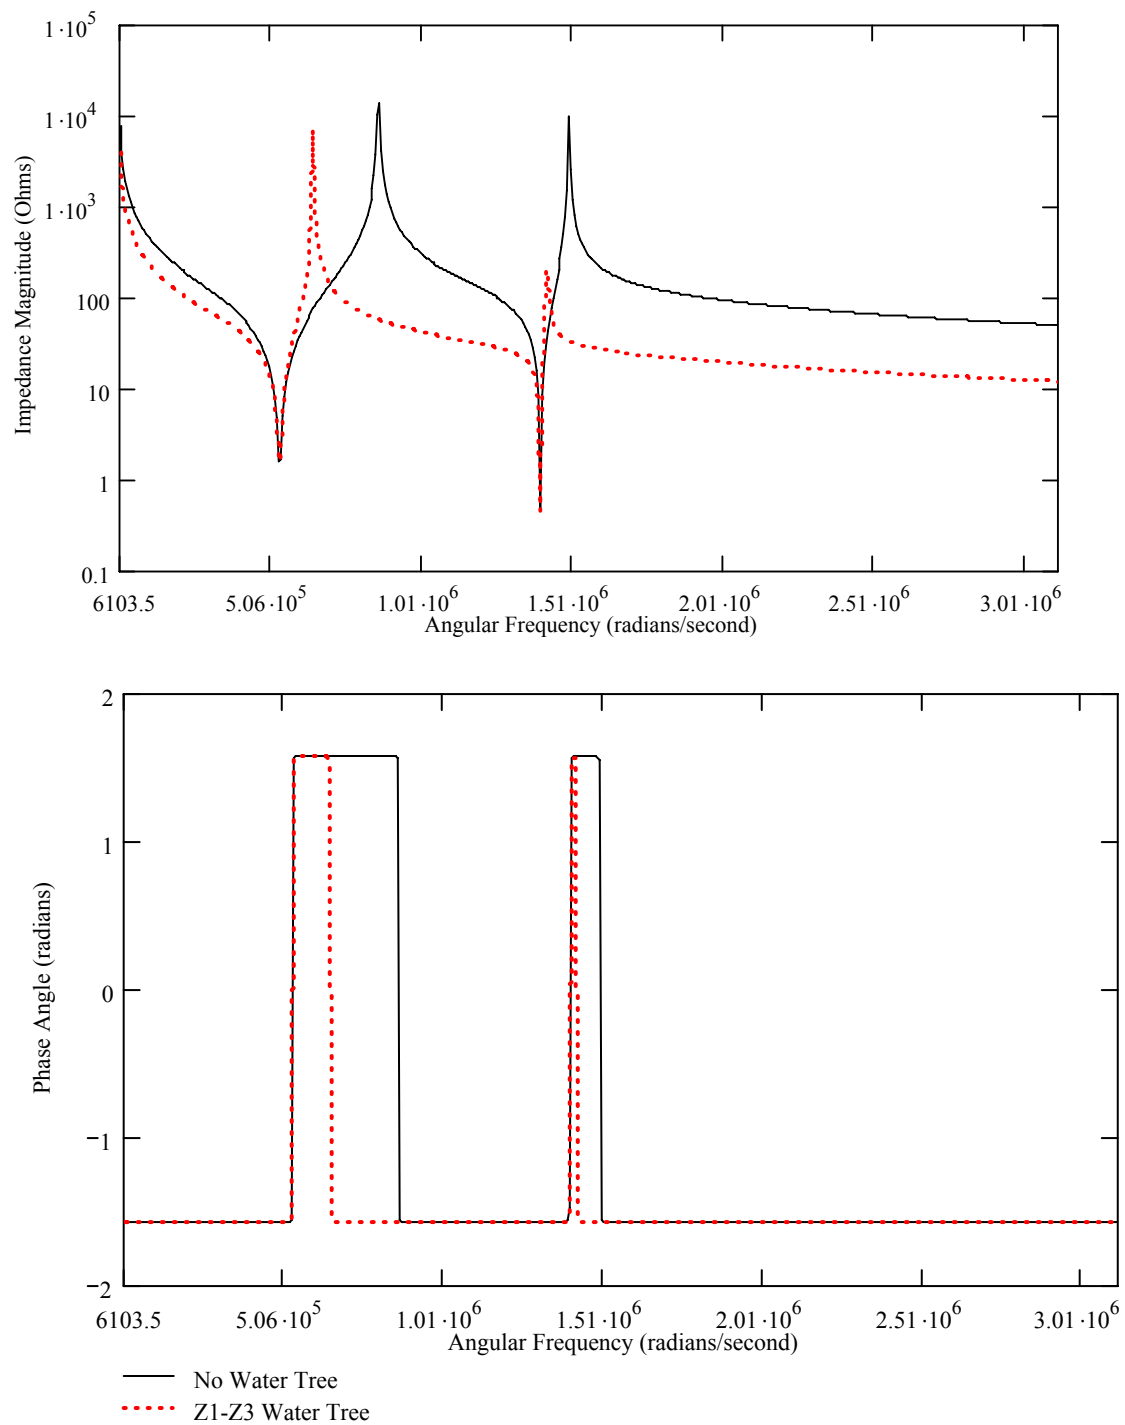 1·10^5
1·10^4
1·10^3
100
10
1
0.1
Impedance Magnitude (Ohms)
6103.5 5.06·10^5 1.01·10^6 1.51·10^6 2.01·10^6 2.51·10^6 3.01·10^6
Angular Frequency (radians/second)
2
1
0
−1
−2
Phase Angle (radians)
6103.5 5.06·10^5 1.01·10^6 1.51·10^6 2.01·10^6 2.51·10^6 3.01·10^6
Angular Frequency (radians/second)
No Water Tree
Z1-Z3 Water Tree